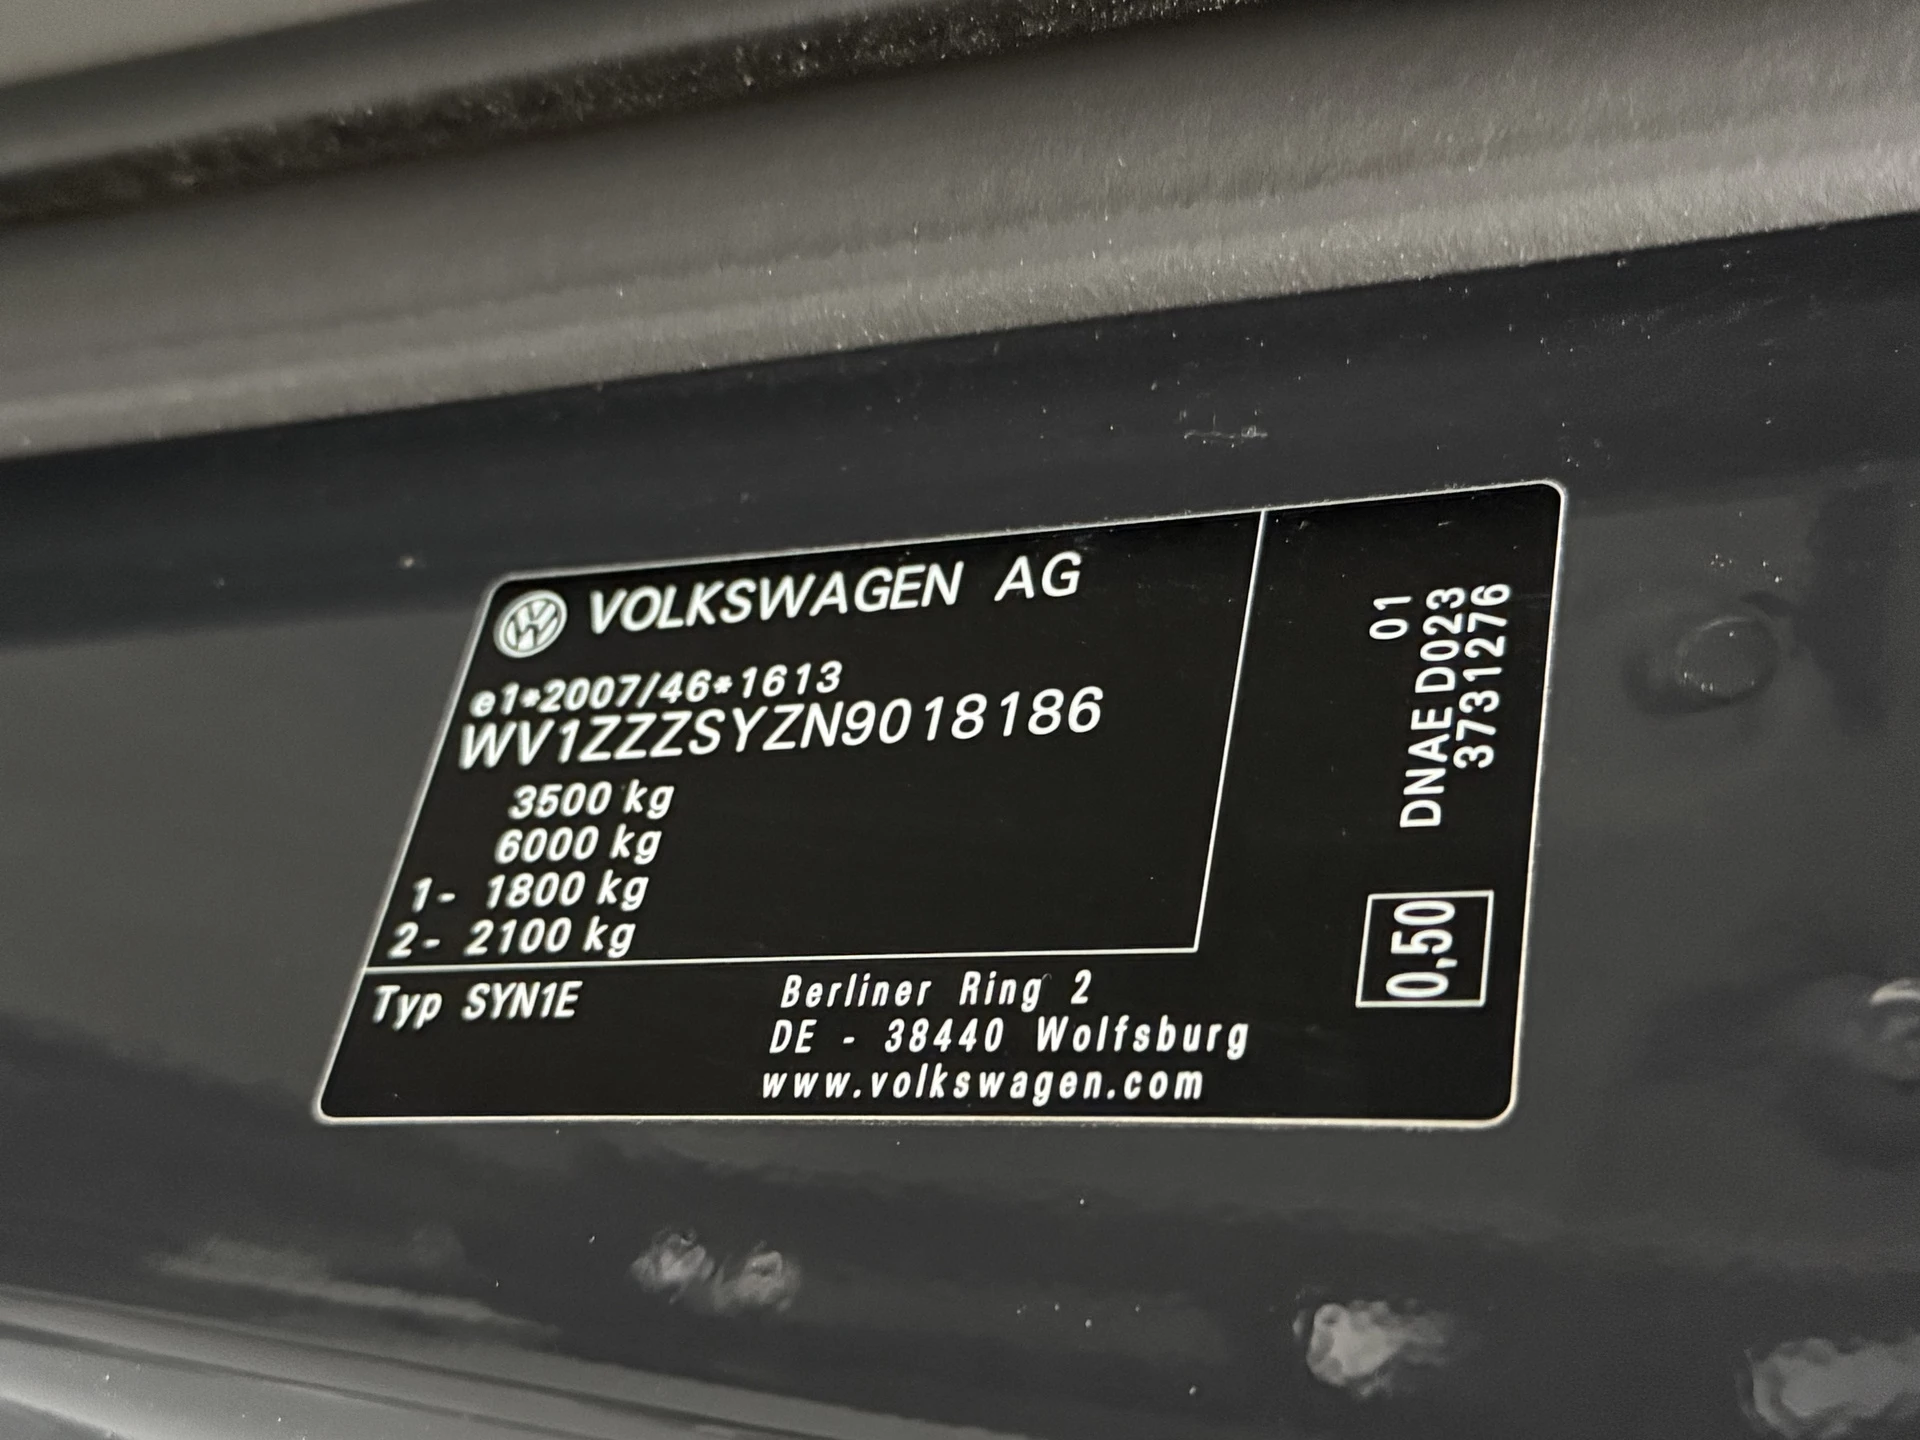 VOLKSWAGEN AG
e1*2007/46*1613
WV1ZZZSYZN9018186
3500 kg
6000 kg
1- 1800 kg
2- 2100 kg
Typ SYN1E
Berliner Ring 2
DE - 38440 Wolfsburg
www.volkswagen.com
01
DNAE D023
3731276
0,50